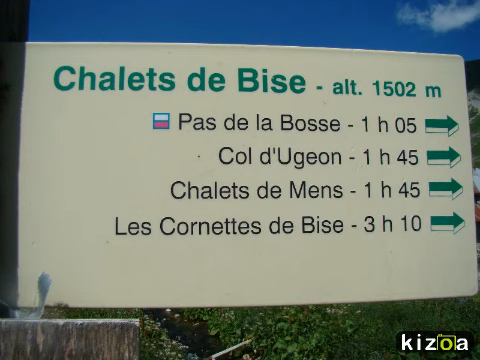 Chalets de Bise - alt. 1502 m
Pas de la Bosse - 1 h 05
Col d'Ugeon - 1 h 45
Chalets de Mens - 1 h 45
Les Cornettes de Bise - 3 h 10
kizoa